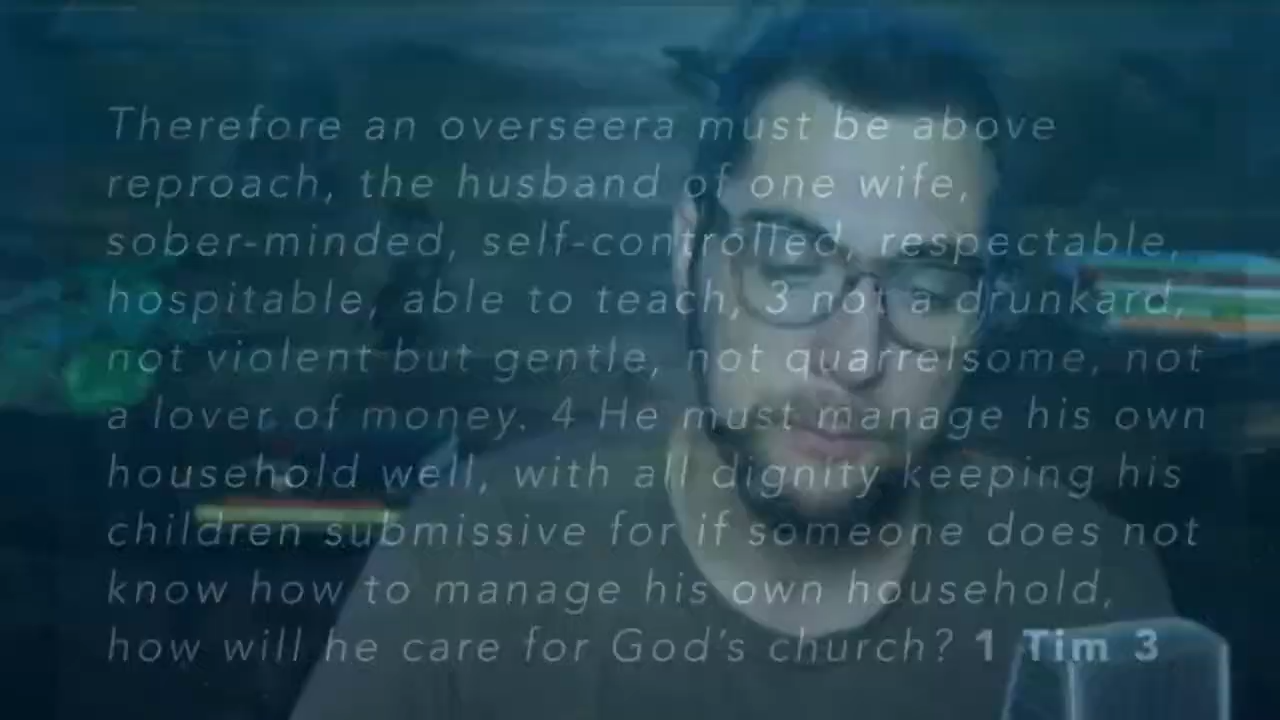 Therefore an overseera must be above
reproach, the husband of one wife,
sober-minded, self-controlled, respectable,
hospitable, able to teach, 3 not a drunkard,
not violent but gentle, not quarrelsome, not
a lover of money. 4 He must manage his own
household well, with all dignity keeping his
children submissive for if someone does not
know how to manage his own household,
how will he care for God's church? 1 Tim 3